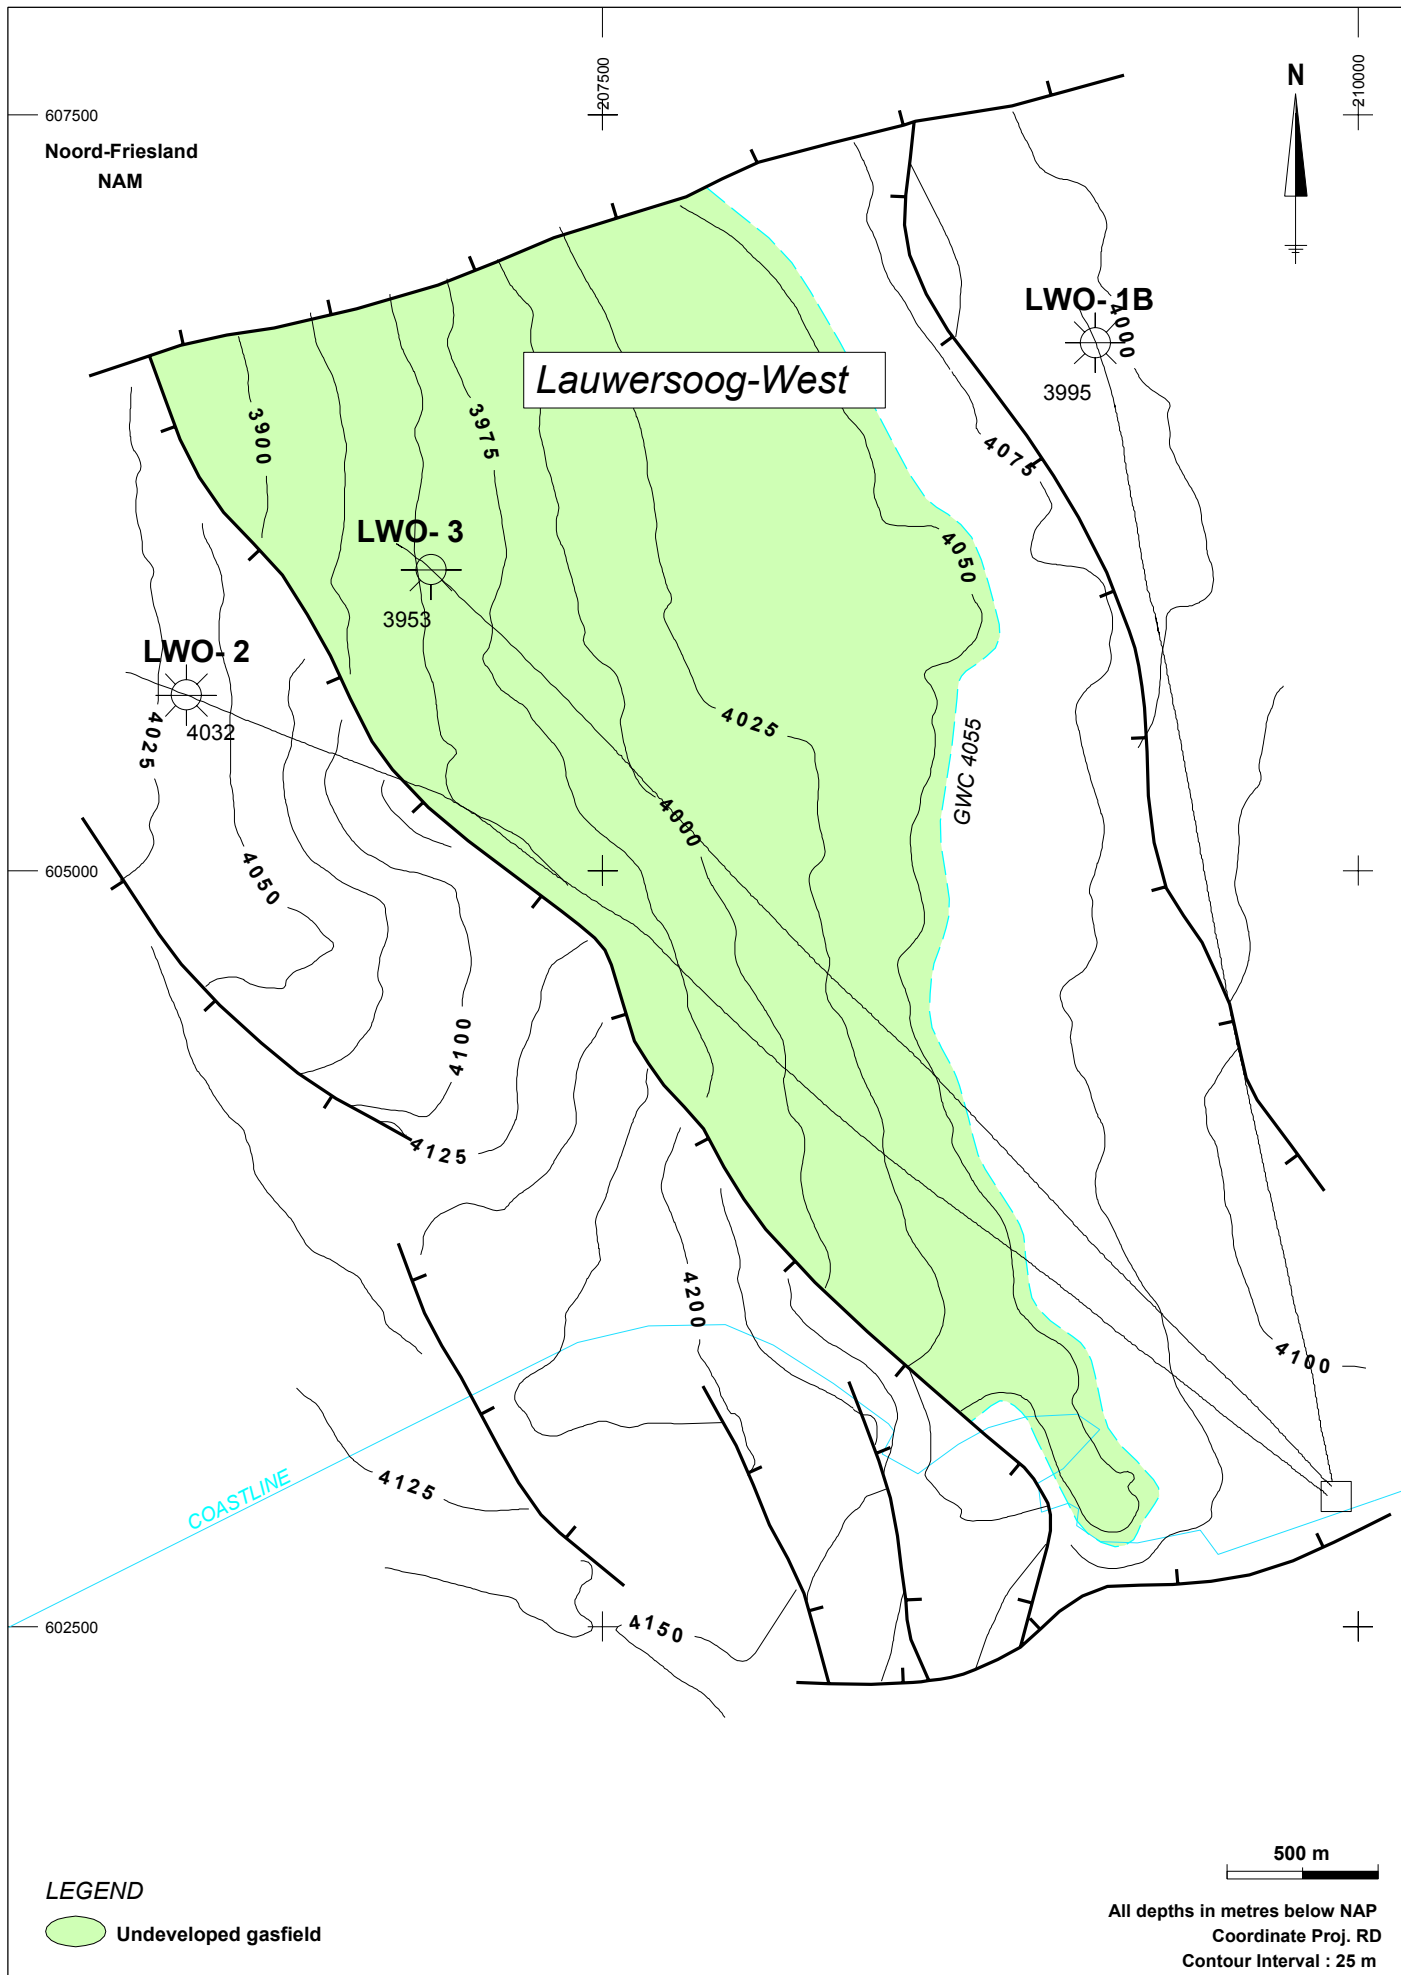 207500
210000
607500
N
Noord-Friesland
NAM
LWO- 1B
4000
Lauwersoog-West
3995
3900
3975
4075
LWO- 3
4050
3953
LWO- 2
4025
4032
4025
GWC 4055
4000
605000
4050
4100
4125
4200
4100
4125
COASTLINE
602500
4150
500 m
LEGEND
Undeveloped gasfield
All depths in metres below NAP
Coordinate Proj. RD
Contour Interval : 25 m